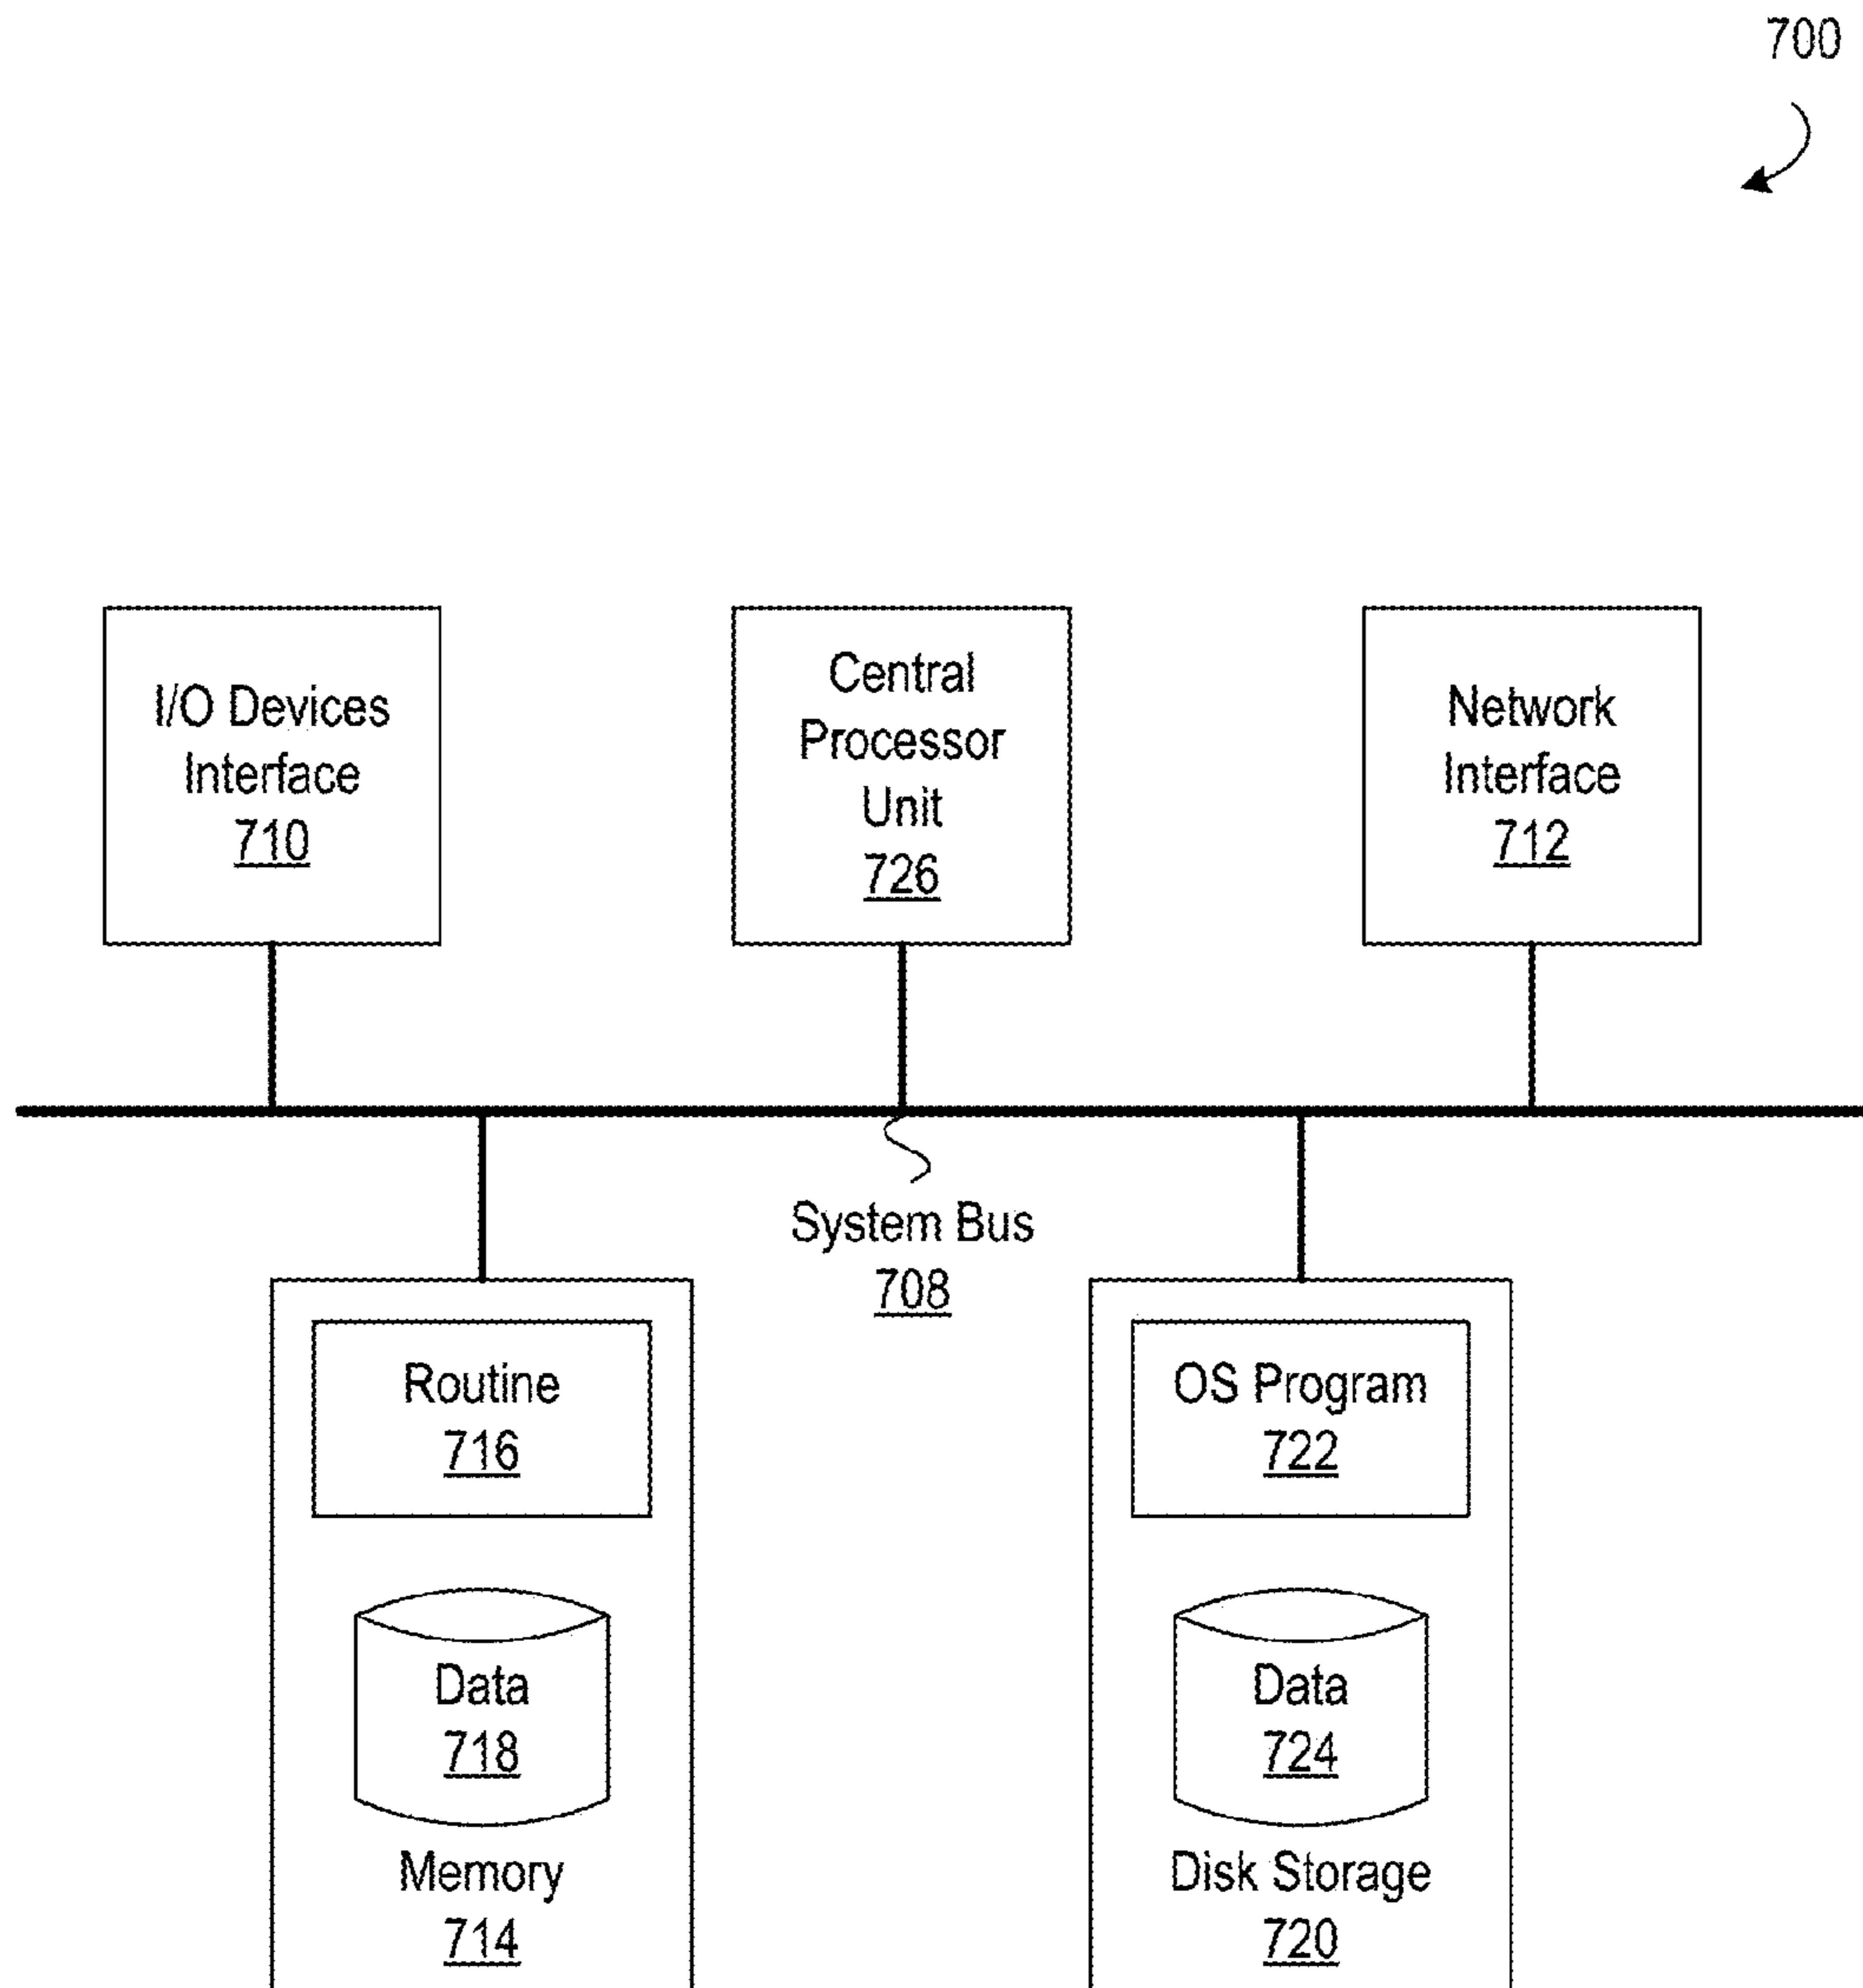 700
I/O Devices
Interface
710
Central
Processor
Unit
726
Network
Interface
712
System Bus
708
Routine
716
Data
718
Memory
714
OS Program
722
Data
724
Disk Storage
720